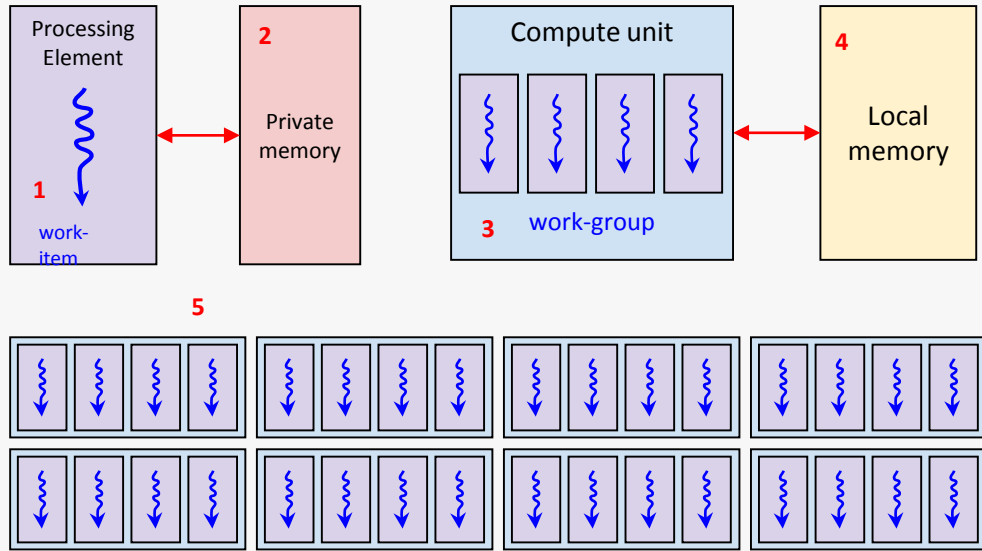 Processing
Element
1
work-
item
2
Private
memory
Compute unit
3
work-group
4
Local
memory
5